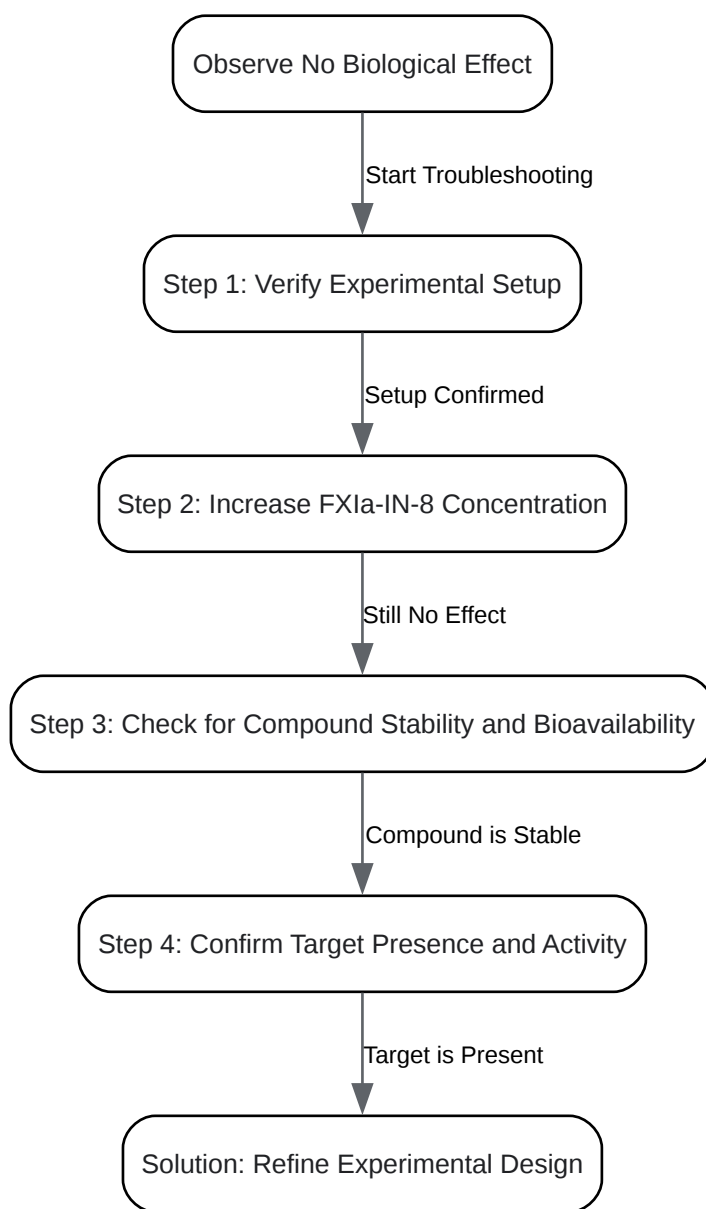 Observe No Biological Effect
Start Troubleshooting
Step 1: Verify Experimental Setup
Setup Confirmed
Step 2: Increase FXIa-IN-8 Concentration
Still No Effect
Step 3: Check for Compound Stability and Bioavailability
Compound is Stable
Step 4: Confirm Target Presence and Activity
Target is Present
Solution: Refine Experimental Design